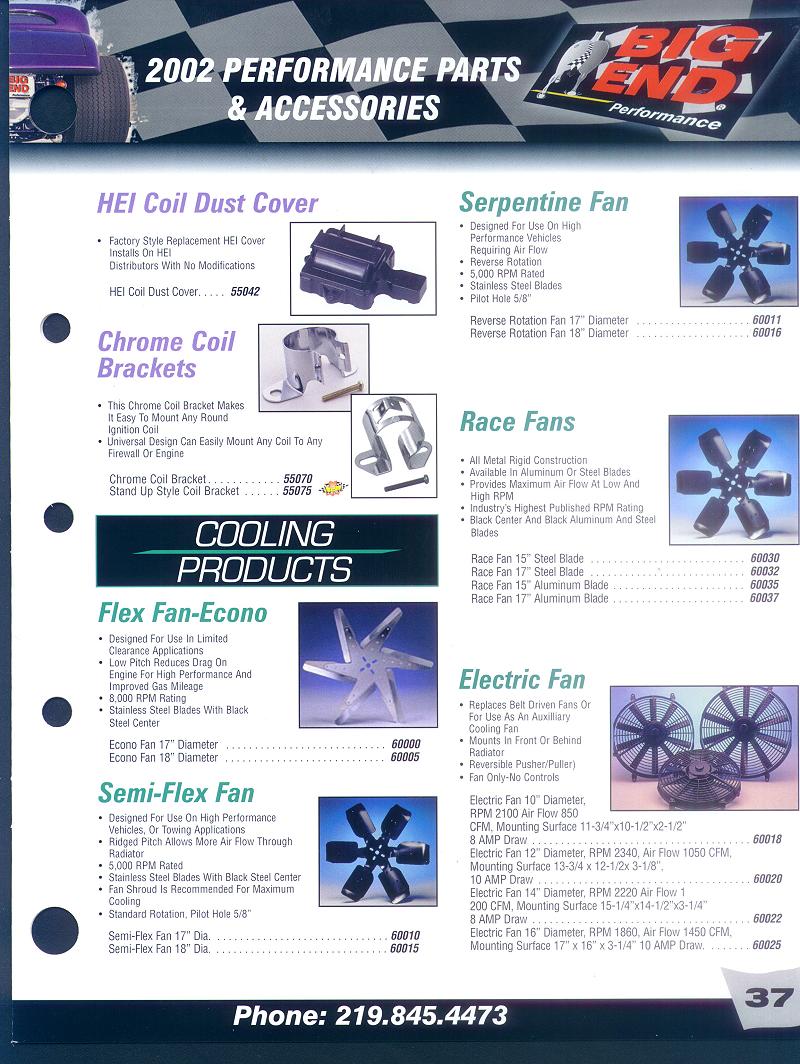 2002 PERFORMANCE PARTS
& ACCESSORIES
BIG
END
Performance
BIG
END
HEI Coil Dust Cover
• Factory Style Replacement HEI Cover
Installs On HEI
Distributors With No Modifications
HEI Coil Dust Cover..... 55042
Chrome Coil
Brackets
• This Chrome Coil Bracket Makes
It Easy To Mount Any Round
Ignition Coil
• Universal Design Can Easily Mount Any Coil To Any
Firewall Or Engine
Chrome Coil Bracket............ 55070
Stand Up Style Coil Bracket ...... 55075
COOLING
PRODUCTS
Flex Fan-Econo
• Designed For Use In Limited
Clearance Applications
• Low Pitch Reduces Drag On
Engine For High Performance And
Improved Gas Mileage
• 8,000 RPM Rating
• Stainless Steel Blades With Black
Steel Center
Econo Fan 17" Diameter .......................... 60000
Econo Fan 18" Diameter .......................... 60005
Semi-Flex Fan
• Designed For Use On High Performance
Vehicles, Or Towing Applications
• Ridged Pitch Allows More Air Flow Through
Radiator
• 5,000 RPM Rated
• Stainless Steel Blades With Black Steel Center
• Fan Shroud Is Recommended For Maximum
Cooling
• Standard Rotation, Pilot Hole 5/8"
Semi-Flex Fan 17" Dia. ............................ 60010
Semi-Flex Fan 18" Dia. ............................ 60015
Serpentine Fan
• Designed For Use On High
Performance Vehicles
Requiring Air Flow
• Reverse Rotation
• 5,000 RPM Rated
• Stainless Steel Blades
• Pilot Hole 5/8"
Reverse Rotation Fan 17" Diameter ................... 60011
Reverse Rotation Fan 18" Diameter ................... 60016
Race Fans
• All Metal Rigid Construction
• Available In Aluminum Or Steel Blades
• Provides Maximum Air Flow At Low And
High RPM
• Industry's Highest Published RPM Rating
• Black Center And Black Aluminum And Steel
Blades
Race Fan 15" Steel Blade .......................... 60030
Race Fan 17" Steel Blade .......................... 60032
Race Fan 15" Aluminum Blade ...................... 60035
Race Fan 17" Aluminum Blade ...................... 60037
Electric Fan
• Replaces Belt Driven Fans Or
For Use As An Auxilliary
Cooling Fan
• Mounts In Front Or Behind
Radiator
• Reversible Pusher/Puller)
• Fan Only-No Controls
Electric Fan 10" Diameter,
RPM 2100 Air Flow 850
CFM, Mounting Surface 11-3/4"x10-1/2"x2-1/2"
8 AMP Draw ..................................... 60018
Electric Fan 12" Diameter, RPM 2340, Air Flow 1050 CFM,
Mounting Surface 13-3/4 x 12-1/2x 3-1/8",
10 AMP Draw .................................... 60020
Electric Fan 14" Diameter, RPM 2220 Air Flow 1
200 CFM, Mounting Surface 15-1/4"x14-1/2"x3-1/4"
8 AMP Draw ..................................... 60022
Electric Fan 16" Diameter, RPM 1860, Air Flow 1450 CFM,
Mounting Surface 17" x 16" x 3-1/4" 10 AMP Draw. ....... 60025
37
Phone: 219.845.4473